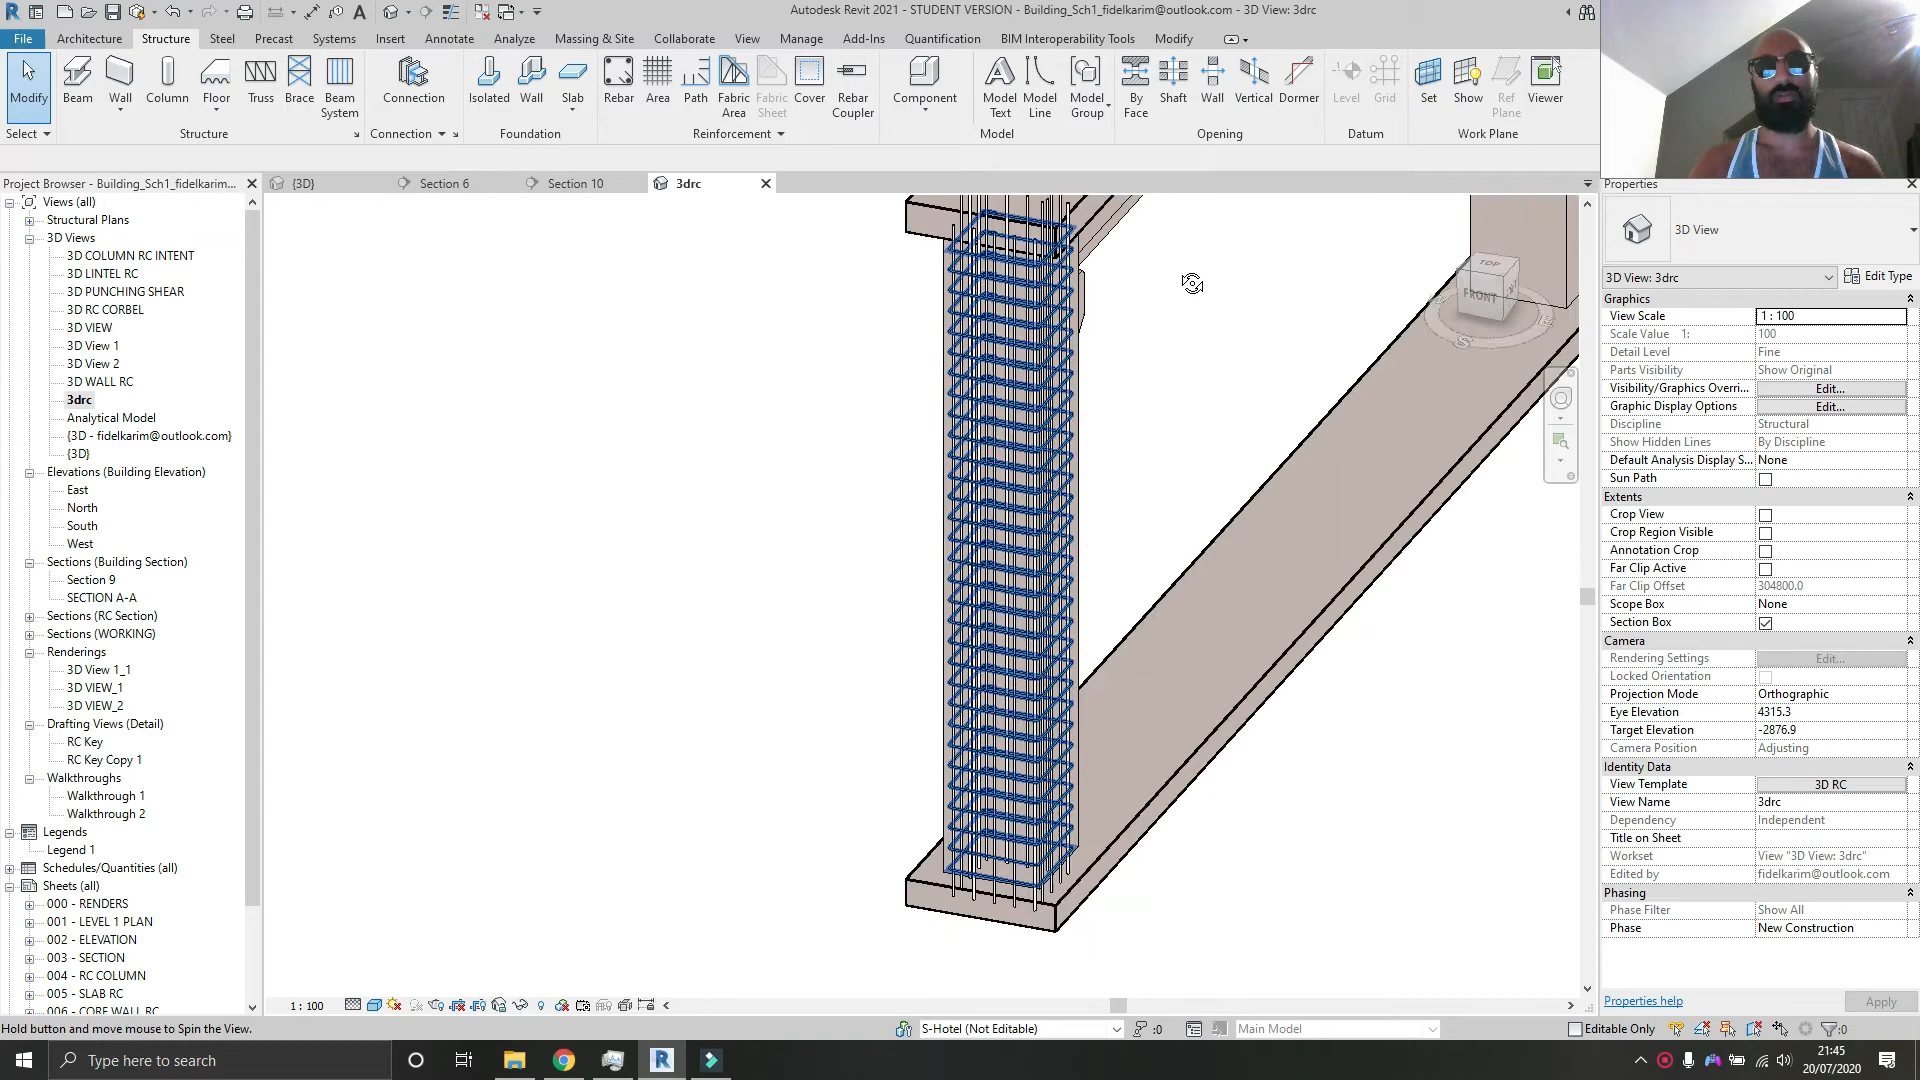 Autodesk Revit 2021 - STUDENT VERSION - Building_Sch1_fidelkarim@outlook.com - 3D View: 3drc
File Architecture Structure Steel Precast Systems Insert Annotate Analyze Massing & Site Collaborate View Manage Add-Ins Quantification BIM Interoperability Tools Modify
Modify Beam Wall Column Floor Truss Brace Beam System Connection Isolated Wall Slab Rebar Area Path Fabric Area Fabric Sheet Cover Rebar Coupler Component Model Text Model Line Model Group By Face Shaft Wall Vertical Dormer Level Grid Set Show Ref Plane Viewer
Select Structure Connection Foundation Reinforcement Model Opening Datum Work Plane
Project Browser - Building_Sch1_fidelkarim...
{3D} Section 6 Section 10 3drc
Views (all)
Structural Plans
3D Views
3D COLUMN RC INTENT
3D LINTEL RC
3D PUNCHING SHEAR
3D RC CORBEL
3D VIEW
3D View 1
3D View 2
3D WALL RC
3drc
Analytical Model
{3D - fidelkarim@outlook.com}
{3D}
Elevations (Building Elevation)
East
North
South
West
Sections (Building Section)
Section 9
SECTION A-A
Sections (RC Section)
Sections (WORKING)
Renderings
3D View 1_1
3D VIEW_1
3D VIEW_2
Drafting Views (Detail)
RC Key
RC Key Copy 1
Walkthroughs
Walkthrough 1
Walkthrough 2
Legends
Legend 1
Schedules/Quantities (all)
Sheets (all)
000 - RENDERS
001 - LEVEL 1 PLAN
002 - ELEVATION
003 - SECTION
004 - RC COLUMN
005 - SLAB RC
006 - CORE WALL RC
TOP
FRONT
S
E
Properties
3D View
3D View: 3drc Edit Type
Graphics
View Scale 1 : 100
Scale Value 1: 100
Detail Level Fine
Parts Visibility Show Original
Visibility/Graphics Overri... Edit...
Graphic Display Options Edit...
Discipline Structural
Show Hidden Lines By Discipline
Default Analysis Display S... None
Sun Path
Extents
Crop View
Crop Region Visible
Annotation Crop
Far Clip Active
Far Clip Offset 304800.0
Scope Box None
Section Box
Camera
Rendering Settings Edit...
Locked Orientation
Projection Mode Orthographic
Eye Elevation 4315.3
Target Elevation -2876.9
Camera Position Adjusting
Identity Data
View Template 3D RC
View Name 3drc
Dependency Independent
Title on Sheet
Workset View "3D View: 3drc"
Edited by fidelkarim@outlook.com
Phasing
Phase Filter Show All
Phase New Construction
Properties help Apply
1 : 100
Hold button and move mouse to Spin the View.
S-Hotel (Not Editable) :0 Main Model Editable Only :0
Type here to search
21:45
20/07/2020